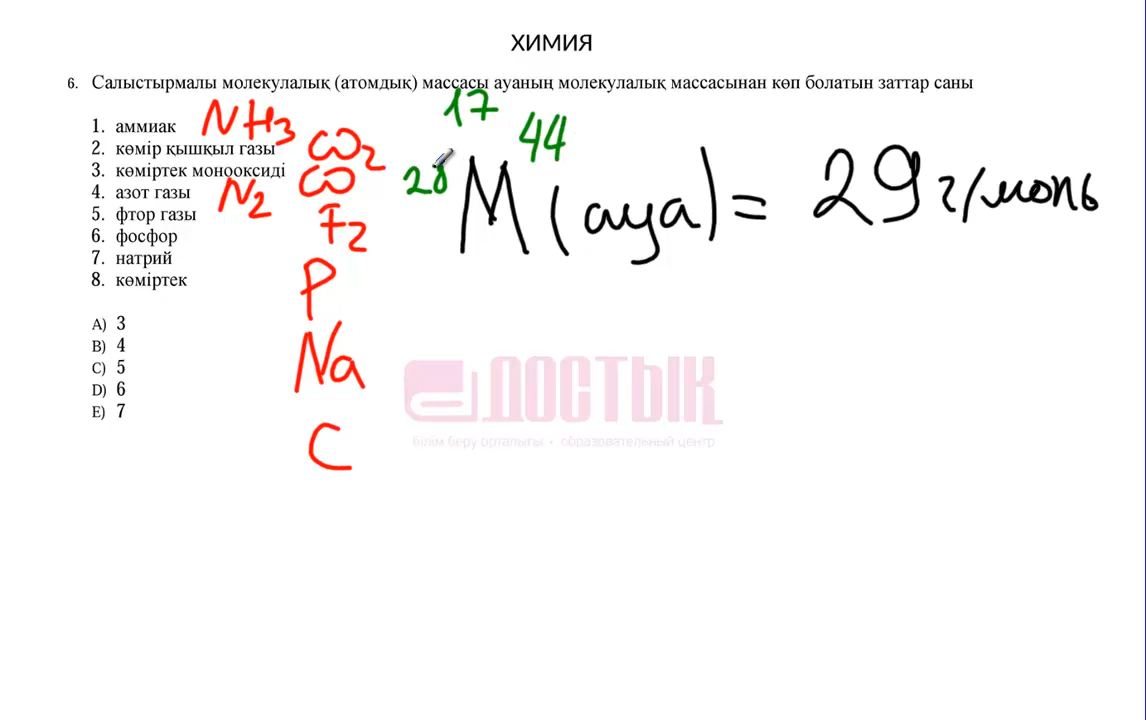 ХИМИЯ
6. Салыстырмалы молекулалық (атомдық) массасы ауаның молекулалық массасынан көп болатын заттар саны
17
44
1. аммиак NH3
2. көмір қышқыл газы CO2
3. көміртек монооксиді CO 28
4. азот газы N2
M (ауа) = 29 г/моль
5. фтор газы F2
6. фосфор P
7. натрий Na
8. көміртек C
A) 3
B) 4
C) 5
D) 6
E) 7
ДОСТЫҚ
білім беру орталығы • образовательный центр